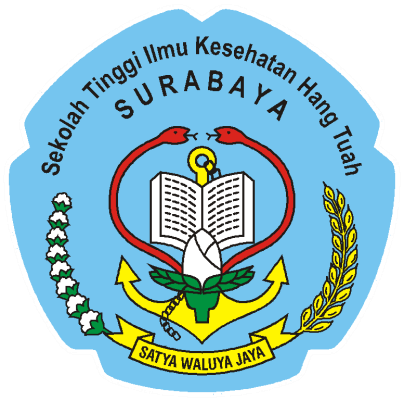 Sekolah Tinggi Ilmu Kesehatan Hang Tuah
SURABAYA
SATYA WALUYA JAYA